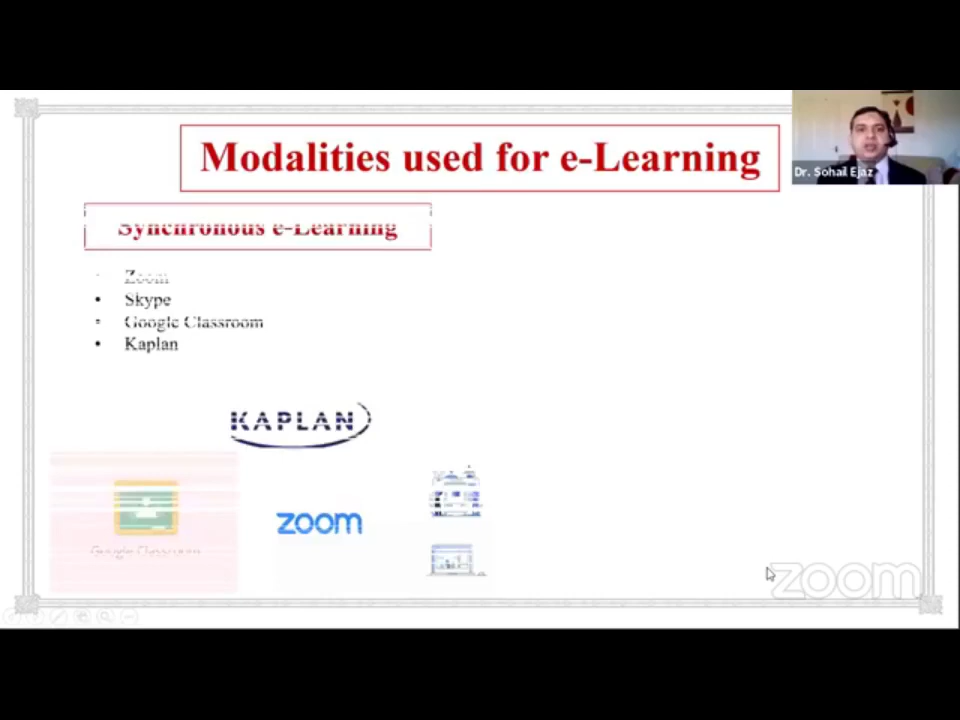 Modalities used for e-Learning
Dr. Sohail Ejaz
Synchronous e-Learning
• Zoom
• Skype
• Google Classroom
• Kaplan
KAPLAN
Google Classroom
zoom
zoom